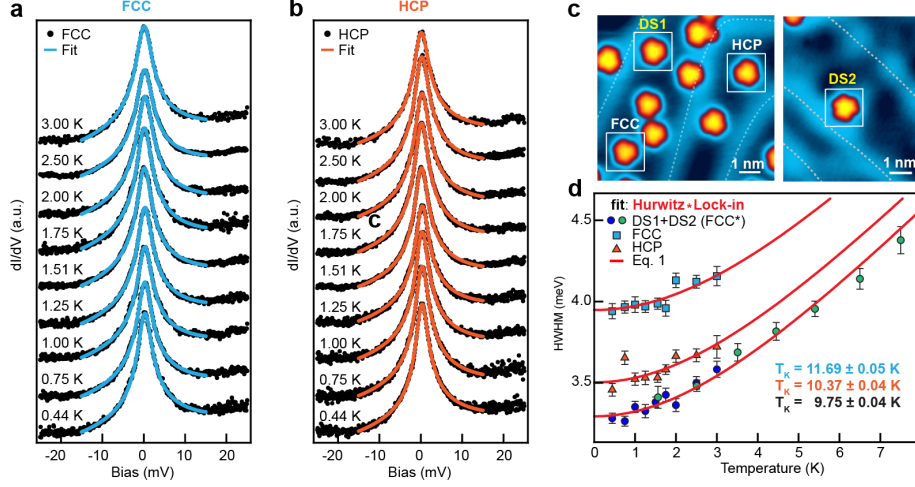 a
FCC
dI/dV (a.u.)
FCC
Fit
3.00 K
2.50 K
2.00 K
1.75 K
1.51 K
1.25 K
1.00 K
0.75 K
0.44 K
-20 -10 0 10 20
Bias (mV)
b
HCP
dI/dV (a.u.)
HCP
Fit
3.00 K
2.50 K
2.00 K
C
1.75 K
1.51 K
1.25 K
1.00 K
0.75 K
0.44 K
-20 -10 0 10 20
Bias (mV)
c
DS1
HCP
FCC
1 nm
DS2
1 nm
d
HWHM (meV)
4.5
4.0
3.5
fit: Hurwitz*Lock-in
DS1+DS2 (FCC*)
FCC
HCP
Eq. 1
TK = 11.69 ± 0.05 K
TK = 10.37 ± 0.04 K
TK = 9.75 ± 0.04 K
0 1 2 3 4 5 6 7
Temperature (K)